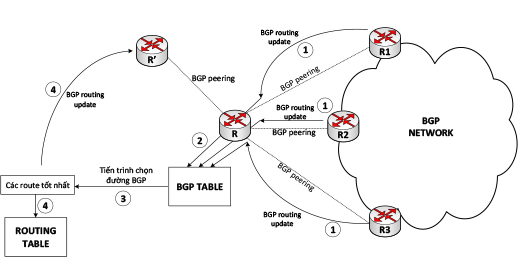 R1
BGP routing
update
1
R'
BGP peering
4
BGP routing
update
BGP peering
BGP routing
update
1
R
BGP peering
R2
BGP
NETWORK
2
Tiến trình chọn
đường BGP
BGP TABLE
3
Các route tốt nhất
4
ROUTING
TABLE
BGP peering
BGP routing
update
1
R3